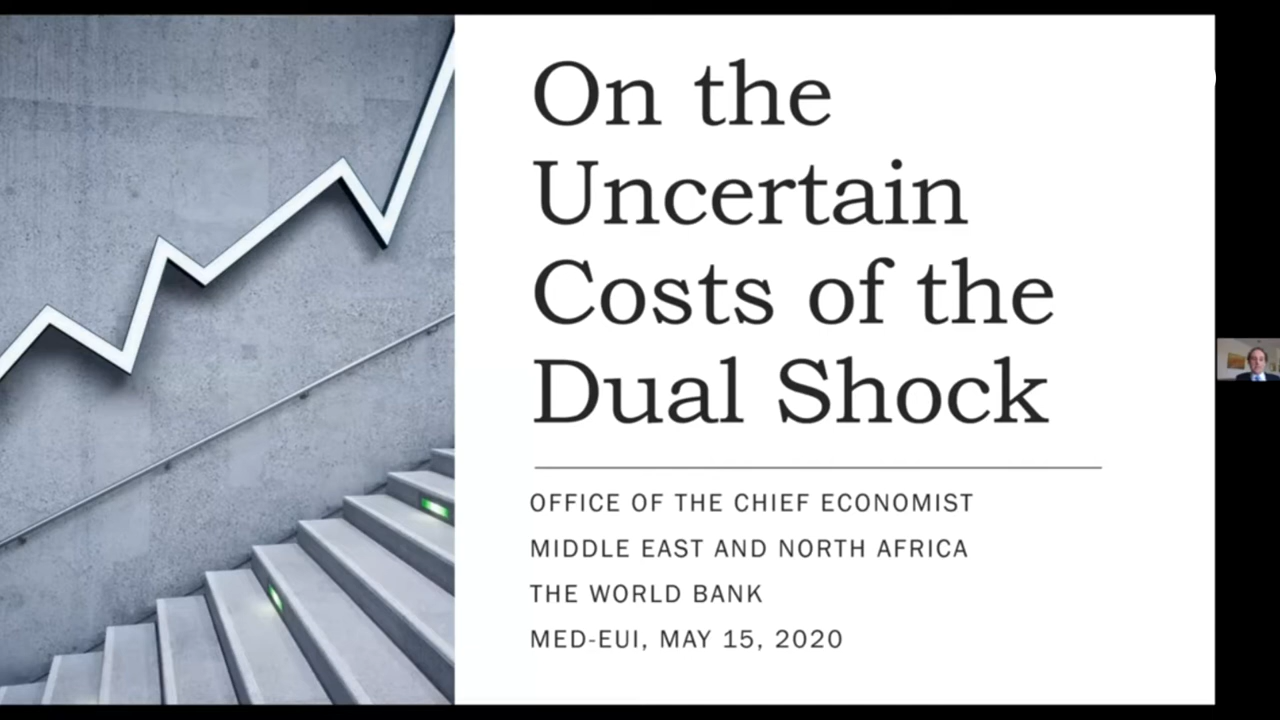 On the
Uncertain
Costs of the
Dual Shock
OFFICE OF THE CHIEF ECONOMIST
MIDDLE EAST AND NORTH AFRICA
THE WORLD BANK
MED-EUI, MAY 15, 2020